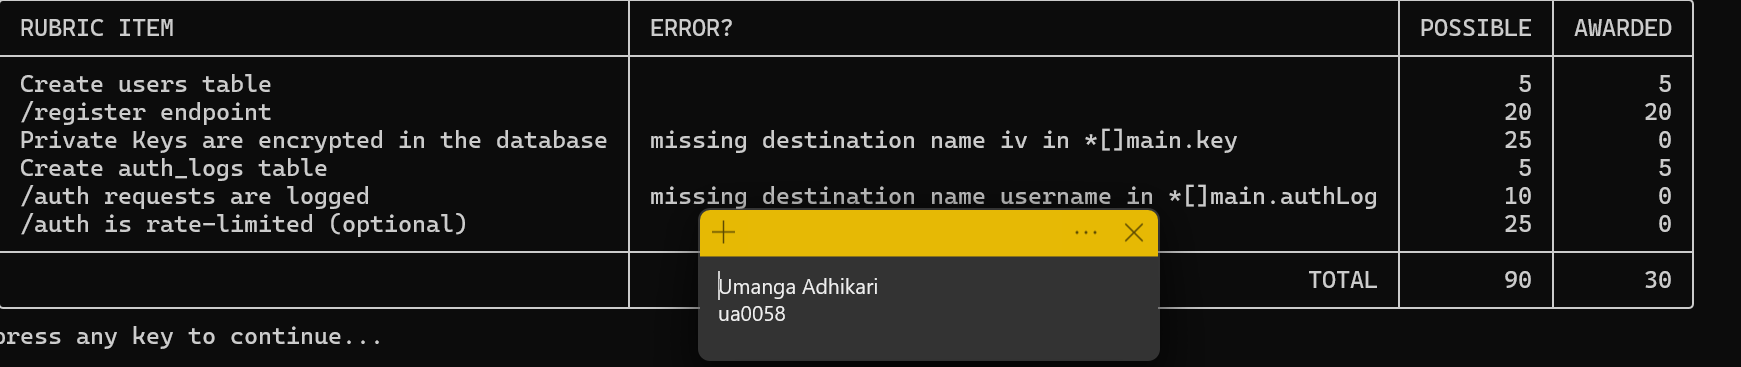 RUBRIC ITEM ERROR? POSSIBLE AWARDED
Create users table 5 5
/register endpoint 20 20
Private Keys are encrypted in the database missing destination name iv in *[]main.key 25 0
Create auth_logs table 5 5
/auth requests are logged missing destination name username in *[]main.authLog 10 0
/auth is rate-limited (optional) 25 0
TOTAL 90 30
Umanga Adhikari
ua0058
press any key to continue...